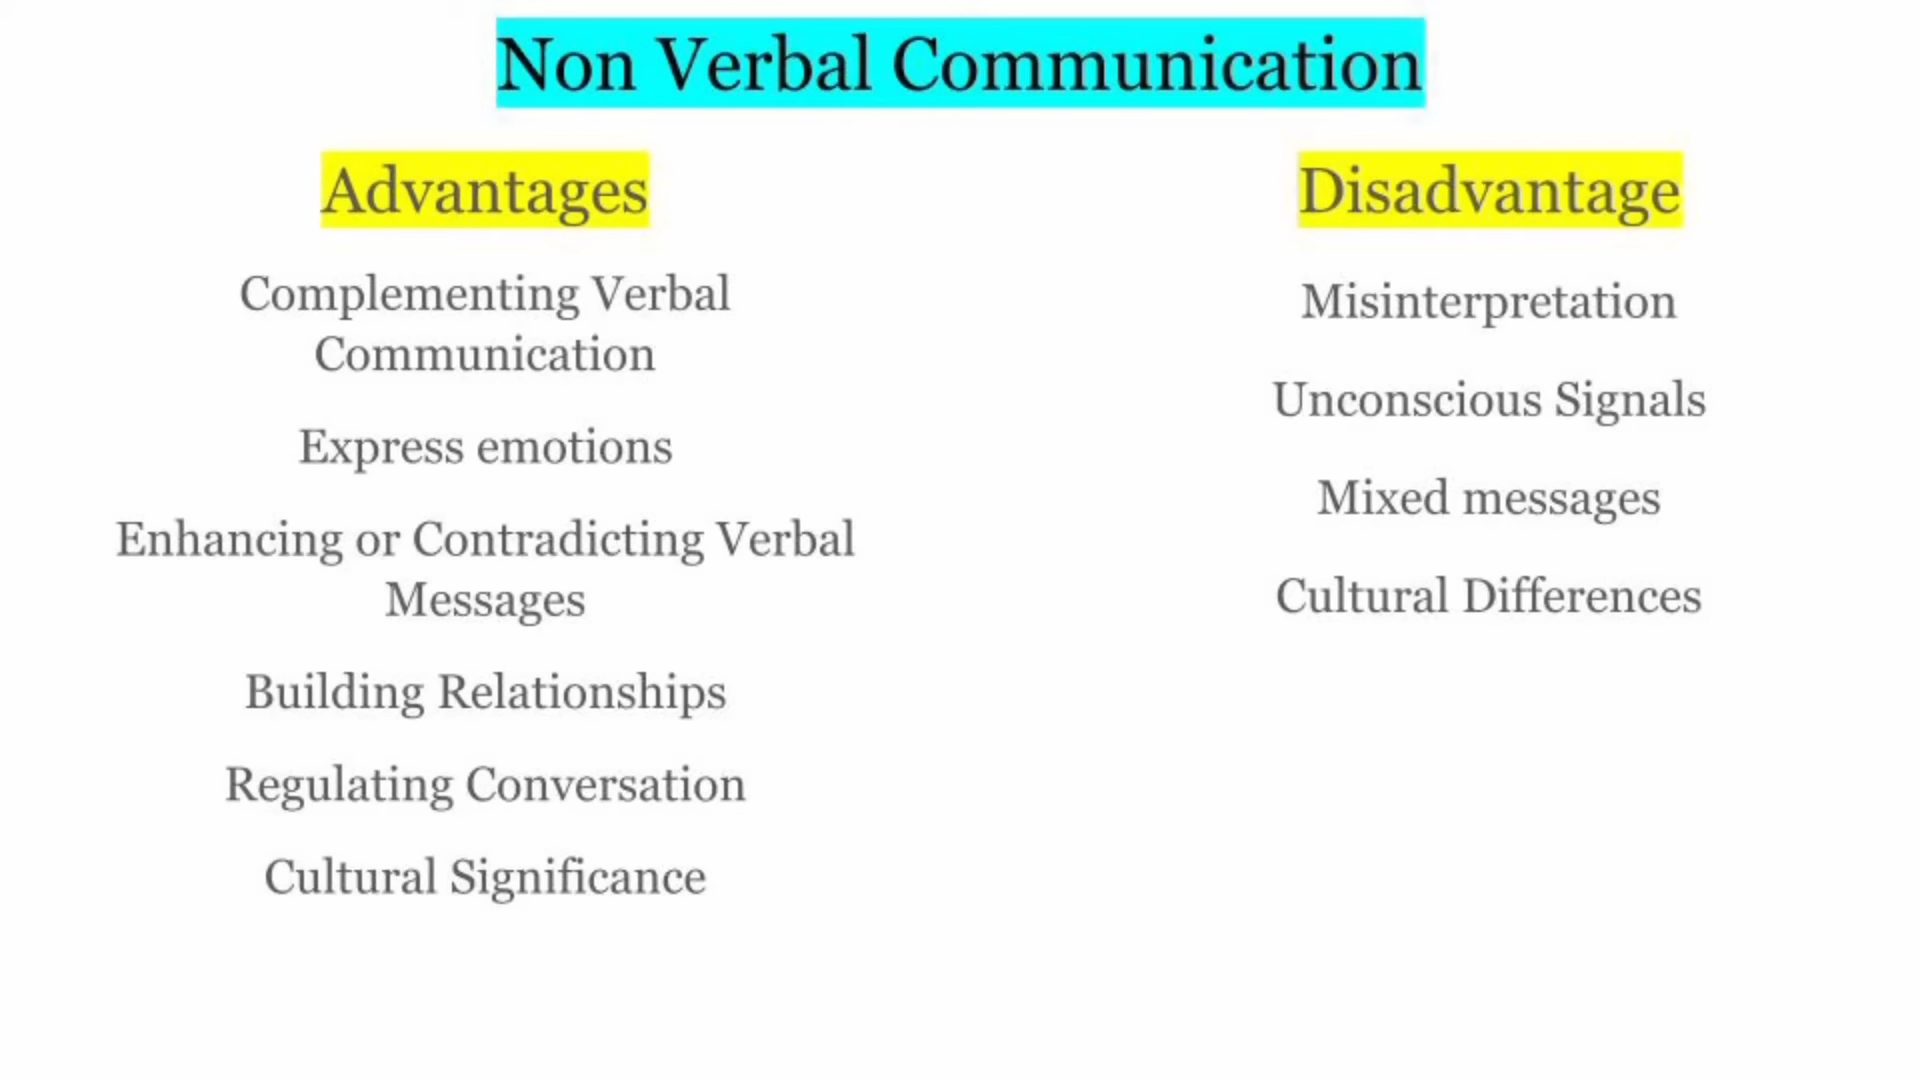 Non Verbal Communication
Advantages
Complementing Verbal
Communication
Express emotions
Enhancing or Contradicting Verbal
Messages
Building Relationships
Regulating Conversation
Cultural Significance
Disadvantage
Misinterpretation
Unconscious Signals
Mixed messages
Cultural Differences